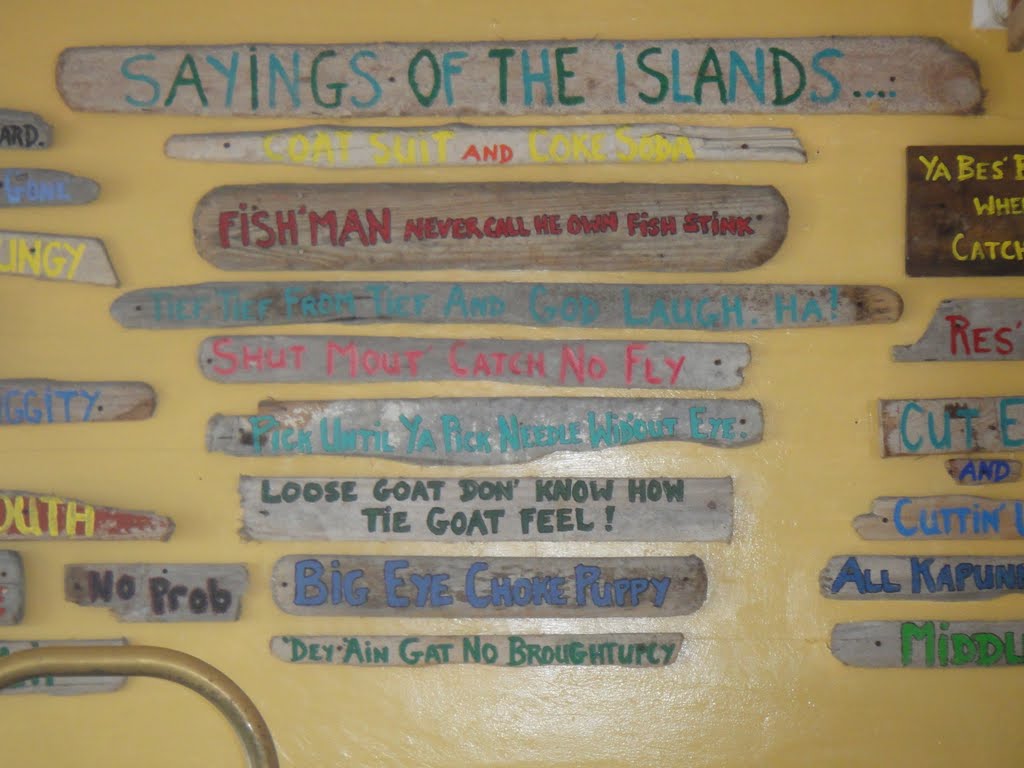 SAYINGS OF THE ISLANDS....
COAT SUIT AND COKE SODA
FISH'MAN NEVER CALL HE OWN FISH STINK
TIEF, TIEF FROM TIEF AND GOD LAUGH. HA!
SHUT MOUT' CATCH NO FLY
PICK UNTIL YA PICK NEEDLE WIDOUT EYE.
LOOSE GOAT DON' KNOW HOW
TIE GOAT FEEL!
BIG EYE CHOKE PUPPY
'DEY 'AIN GAT NO BROUGHTUPCY
ARD.
GONE
UNGY
IGGITY
OUTH
NO PROB
YA BES' B
WHE
CATCH
RES'
CUT E
AND
CUTTIN'
ALL KAPUN
MIDDL